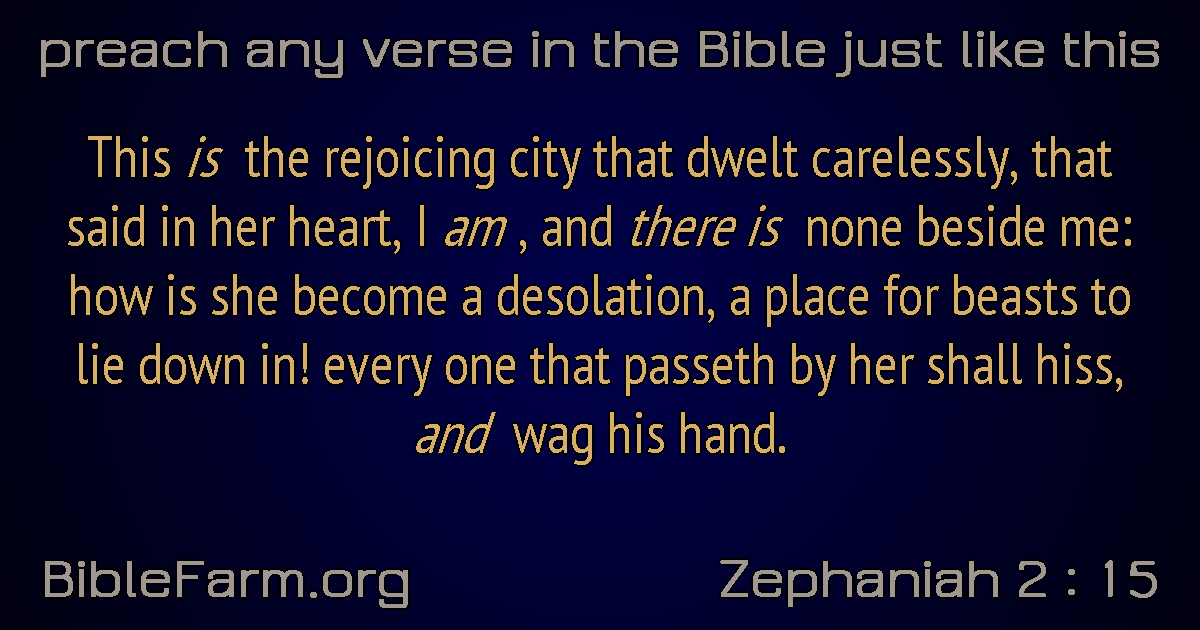 preach any verse in the Bible just like this
This is the rejoicing city that dwelt carelessly, that
said in her heart, I am , and there is none beside me:
how is she become a desolation, a place for beasts to
lie down in! every one that passeth by her shall hiss,
and wag his hand.
BibleFarm.org
Zephaniah 2 : 15